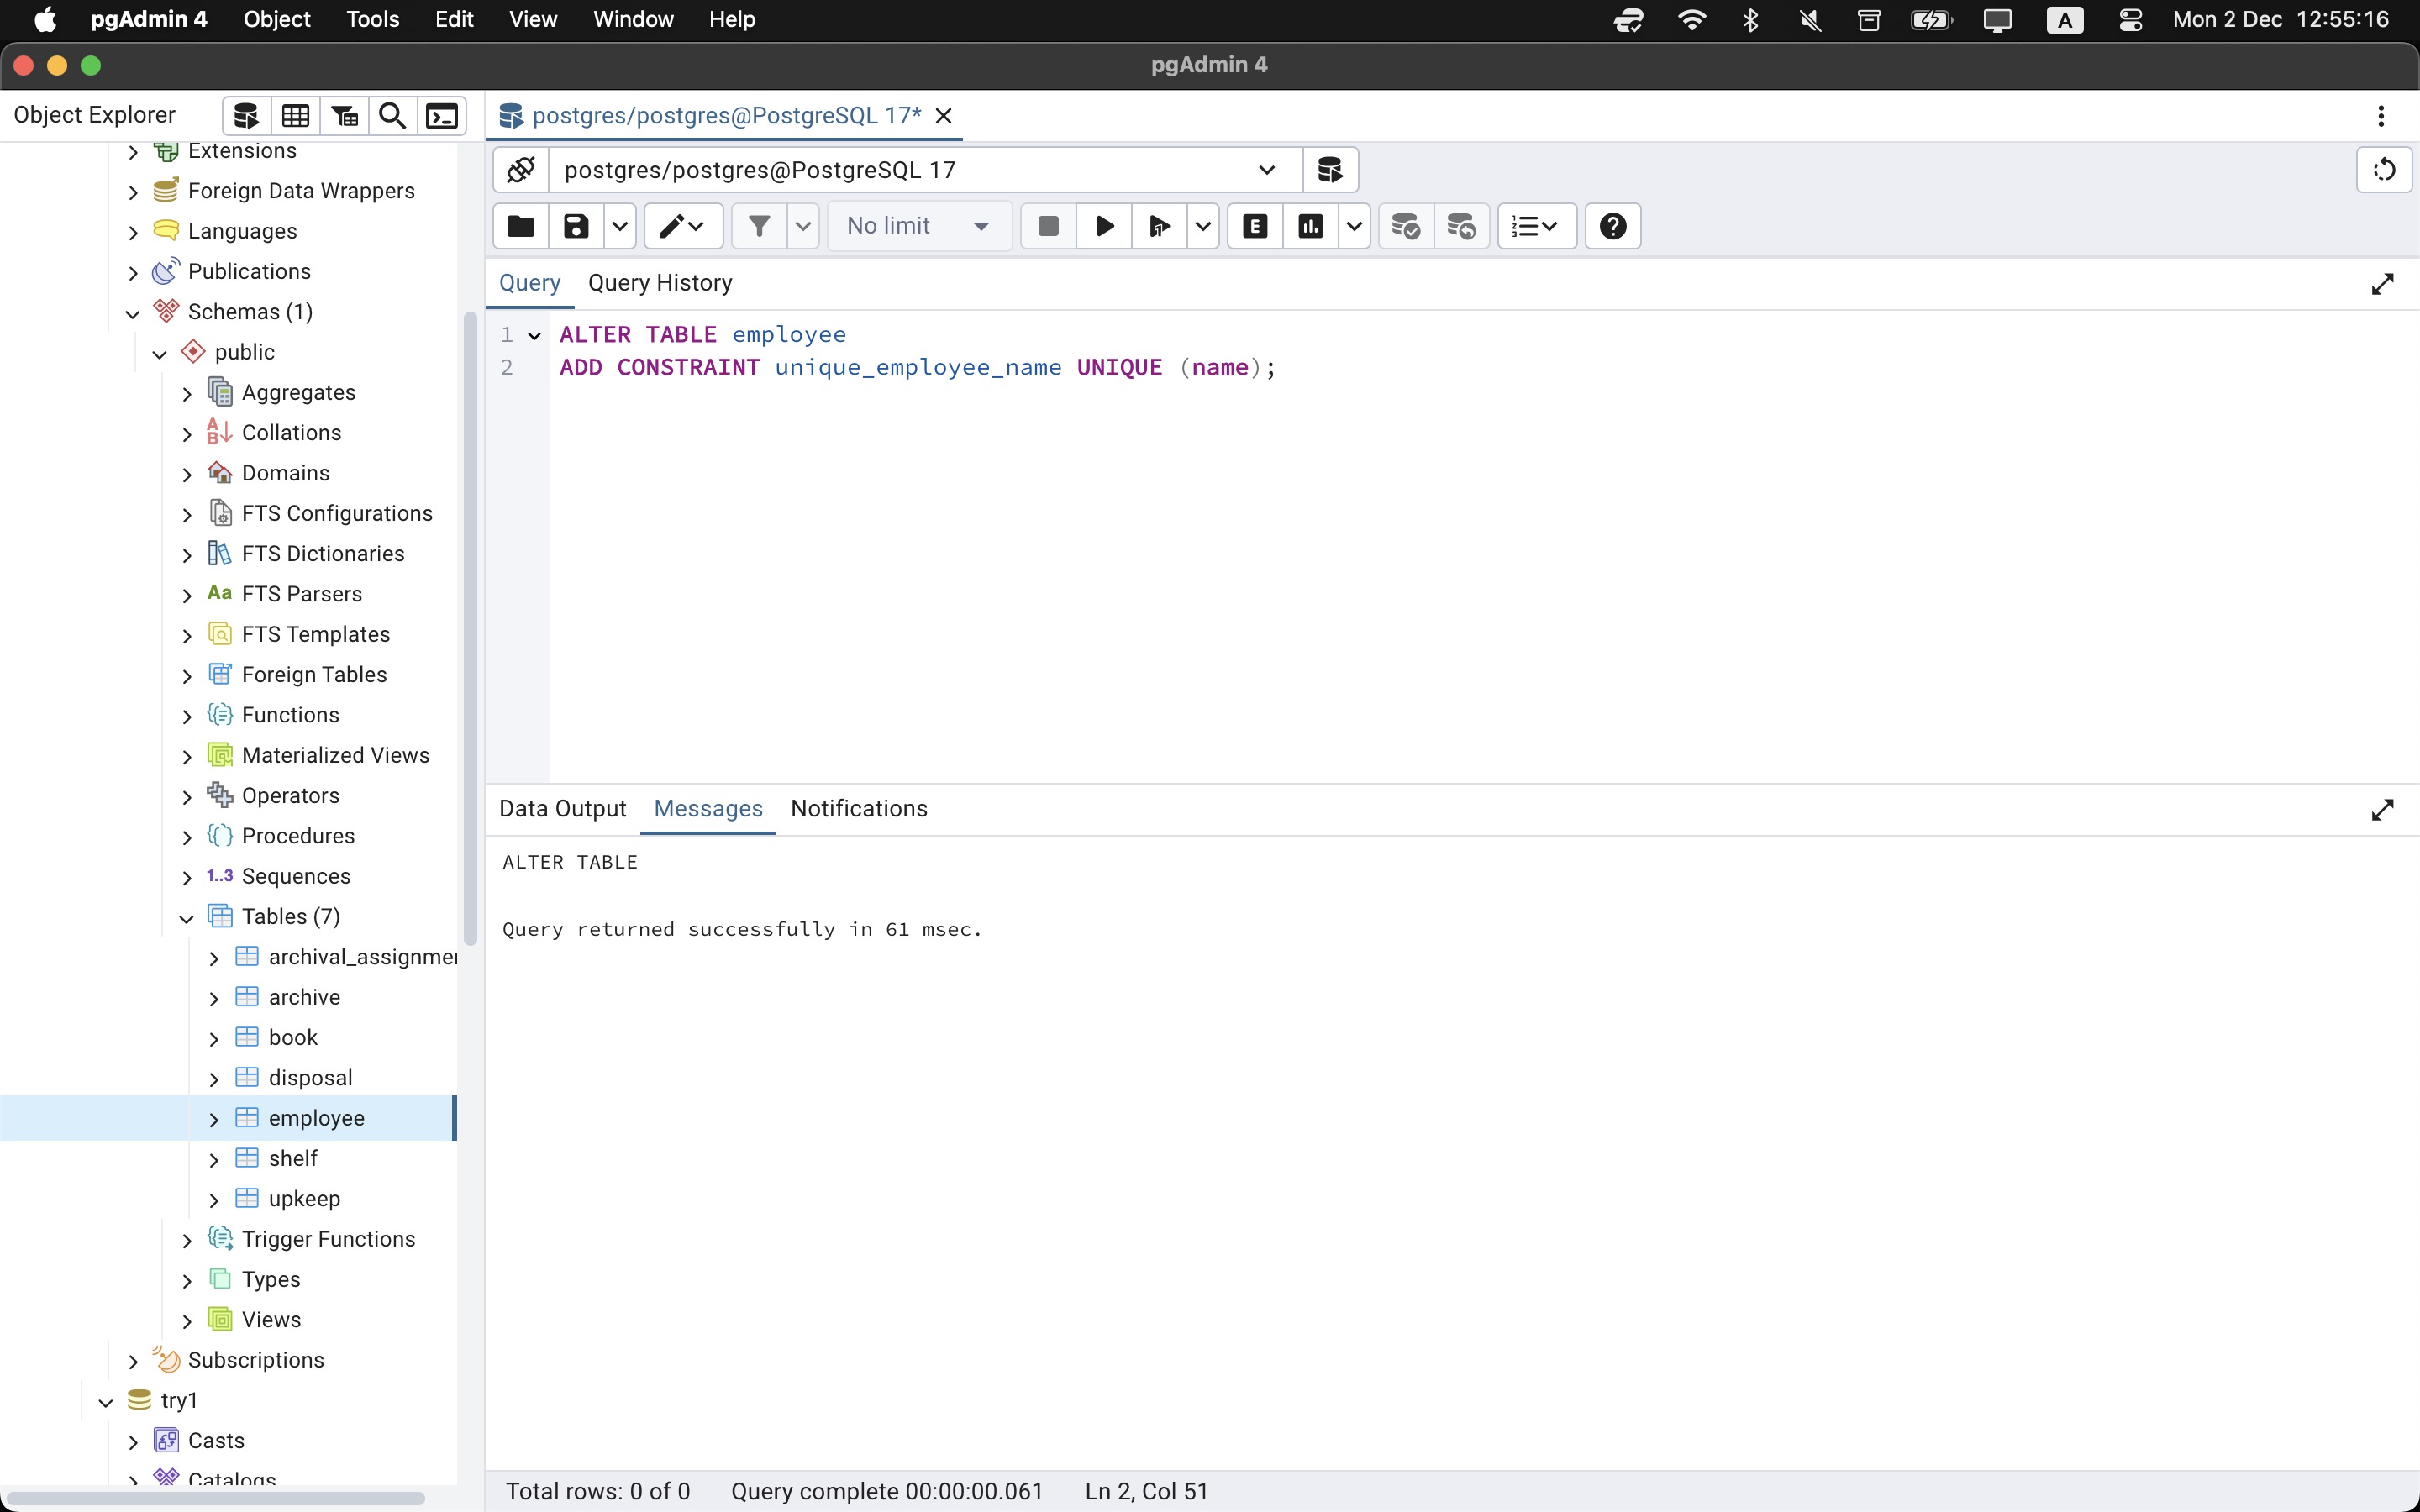 pgAdmin 4 Object Tools Edit View Window Help A Mon 2 Dec 12:55:16
pgAdmin 4
Object Explorer
postgres/postgres@PostgreSQL 17*
Extensions
Foreign Data Wrappers
Languages
Publications
Schemas (1)
public
Aggregates
Collations
Domains
FTS Configurations
FTS Dictionaries
Aa FTS Parsers
FTS Templates
Foreign Tables
Functions
Materialized Views
Operators
Procedures
1..3 Sequences
Tables (7)
archival_assignmen
archive
book
disposal
employee
shelf
upkeep
Trigger Functions
Types
Views
Subscriptions
try1
Casts
Catalogs
postgres/postgres@PostgreSQL 17
No limit E
Query Query History
1 ALTER TABLE employee
2 ADD CONSTRAINT unique_employee_name UNIQUE (name);
Data Output Messages Notifications
ALTER TABLE
Query returned successfully in 61 msec.
Total rows: 0 of 0 Query complete 00:00:00.061 Ln 2, Col 51